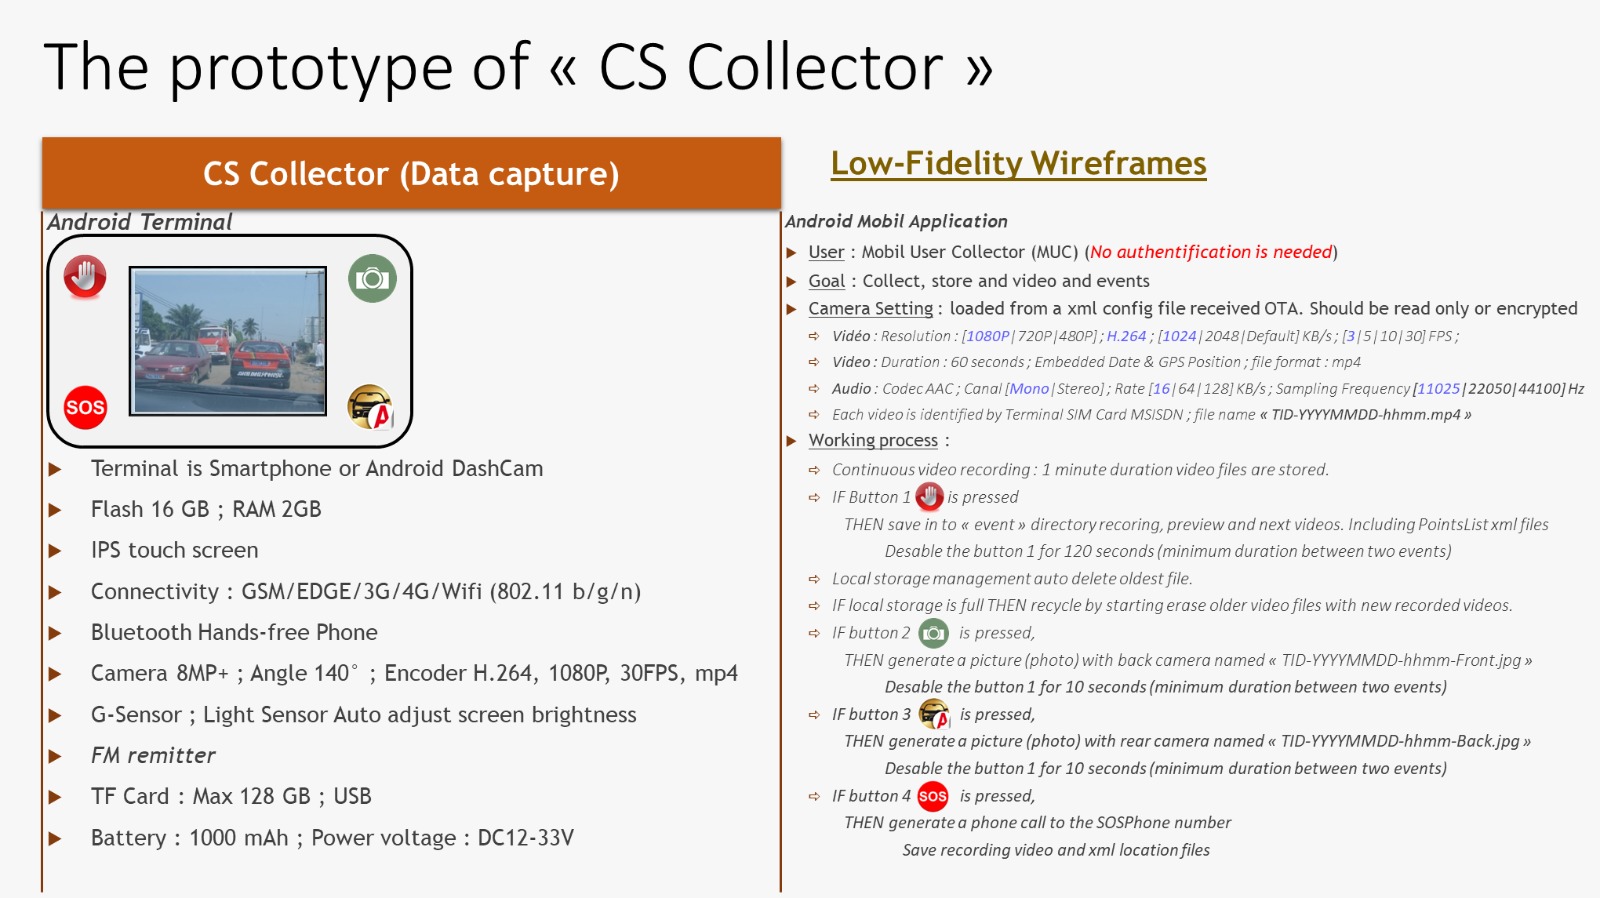 The prototype of « CS Collector »
CS Collector (Data capture)
Android Terminal
SOS
A
Terminal is Smartphone or Android DashCam
Flash 16 GB ; RAM 2GB
IPS touch screen
Connectivity : GSM/EDGE/3G/4G/Wifi (802.11 b/g/n)
Bluetooth Hands-free Phone
Camera 8MP+ ; Angle 140° ; Encoder H.264, 1080P, 30FPS, mp4
G-Sensor ; Light Sensor Auto adjust screen brightness
FM remitter
TF Card : Max 128 GB ; USB
Battery : 1000 mAh ; Power voltage : DC12-33V
Low-Fidelity Wireframes
Android Mobil Application
User : Mobil User Collector (MUC) (No authentification is needed)
Goal : Collect, store and video and events
Camera Setting : loaded from a xml config file received OTA. Should be read only or encrypted
Vidéo : Resolution : [1080P|720P|480P] ; H.264 ; [1024|2048|Default] KB/s ; [3|5|10|30] FPS ;
Video : Duration : 60 seconds ; Embedded Date & GPS Position ; file format : mp4
Audio : Codec AAC ; Canal [Mono|Stereo] ; Rate [16|64|128] KB/s ; Sampling Frequency [11025|22050|44100] Hz
Each video is identified by Terminal SIM Card MSiSDN ; file name « TID-YYYYMMDD-hhmm.mp4 »
Working process :
Continuous video recording : 1 minute duration video files are stored.
IF Button 1 is pressed
THEN save in to « event » directory recoring, preview and next videos. Including PointsList xml files
Desable the button 1 for 120 seconds (minimum duration between two events)
Local storage management auto delete oldest file.
IF local storage is full THEN recycle by starting erase older video files with new recorded videos.
IF button 2 is pressed,
THEN generate a picture (photo) with back camera named « TID-YYYYMMDD-hhmm-Front.jpg »
Desable the button 1 for 10 seconds (minimum duration between two events)
IF button 3 A is pressed,
THEN generate a picture (photo) with rear camera named « TID-YYYYMMDD-hhmm-Back.jpg »
Desable the button 1 for 10 seconds (minimum duration between two events)
IF button 4 SOS is pressed,
THEN generate a phone call to the SOSPhone number
Save recording video and xml location files